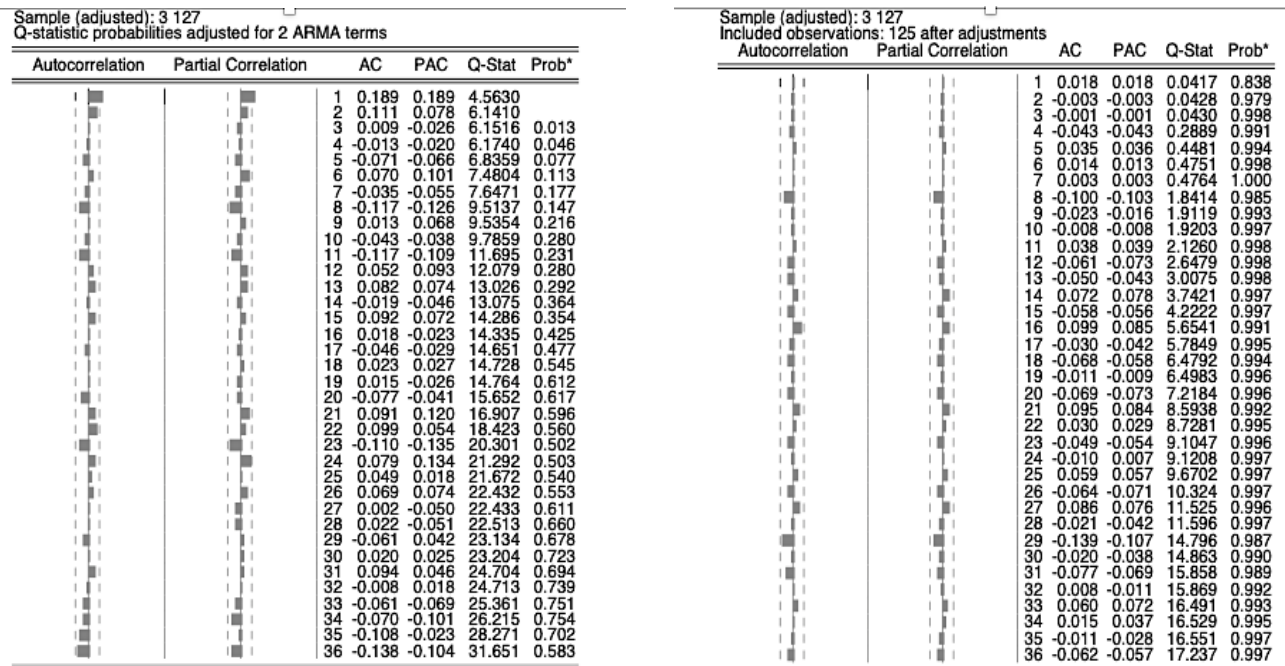 Sample (adjusted): 3 127
Q-statistic probabilities adjusted for 2 ARMA terms
Autocorrelation Partial Correlation AC PAC Q-Stat Prob*
1 0.189 0.189 4.5630
2 0.111 0.078 6.1410
3 0.009 -0.026 6.1516 0.013
4 -0.013 -0.020 6.1740 0.046
5 -0.071 -0.066 6.8359 0.077
6 0.070 0.101 7.4804 0.113
7 -0.035 -0.055 7.6471 0.177
8 -0.117 -0.126 9.5137 0.147
9 0.013 0.068 9.5354 0.216
10 -0.043 -0.038 9.7859 0.280
11 -0.117 -0.109 11.695 0.231
12 0.052 0.093 12.079 0.280
13 0.082 0.074 13.026 0.292
14 -0.019 -0.046 13.075 0.364
15 0.092 0.072 14.286 0.354
16 0.018 -0.023 14.335 0.425
17 -0.046 -0.029 14.651 0.477
18 0.023 0.027 14.728 0.545
19 0.015 -0.026 14.764 0.612
20 -0.077 -0.041 15.652 0.617
21 0.091 0.120 16.907 0.596
22 0.099 0.054 18.423 0.560
23 -0.110 -0.135 20.301 0.502
24 0.079 0.134 21.292 0.503
25 0.049 0.018 21.672 0.540
26 0.069 0.074 22.432 0.553
27 0.002 -0.050 22.433 0.611
28 0.022 -0.051 22.513 0.660
29 -0.061 0.042 23.134 0.678
30 0.020 0.025 23.204 0.723
31 0.094 0.046 24.704 0.694
32 -0.008 0.018 24.713 0.739
33 -0.061 -0.069 25.361 0.751
34 -0.070 -0.101 26.215 0.754
35 -0.108 -0.023 28.271 0.702
36 -0.138 -0.104 31.651 0.583
Sample (adjusted): 3 127
Included observations: 125 after adjustments
Autocorrelation Partial Correlation AC PAC Q-Stat Prob*
1 0.018 0.018 0.0417 0.838
2 -0.003 -0.003 0.0428 0.979
3 -0.001 -0.001 0.0430 0.998
4 -0.043 -0.043 0.2889 0.991
5 0.035 0.036 0.4481 0.994
6 0.014 0.013 0.4751 0.998
7 0.003 0.003 0.4764 1.000
8 -0.100 -0.103 1.8414 0.985
9 -0.023 -0.016 1.9119 0.993
10 -0.008 -0.008 1.9203 0.997
11 0.038 0.039 2.1260 0.998
12 -0.061 -0.073 2.6479 0.998
13 -0.050 -0.043 3.0075 0.998
14 0.072 0.078 3.7421 0.997
15 -0.058 -0.056 4.2222 0.997
16 0.099 0.085 5.6541 0.991
17 -0.030 -0.042 5.7849 0.995
18 -0.068 -0.058 6.4792 0.994
19 -0.011 -0.009 6.4983 0.996
20 -0.069 -0.073 7.2184 0.996
21 0.095 0.084 8.5938 0.992
22 0.030 0.029 8.7281 0.995
23 -0.049 -0.054 9.1047 0.996
24 -0.010 0.007 9.1208 0.997
25 0.059 0.057 9.6702 0.997
26 -0.064 -0.071 10.324 0.997
27 0.086 0.076 11.525 0.996
28 -0.021 -0.042 11.596 0.997
29 -0.139 -0.107 14.796 0.987
30 -0.020 -0.038 14.863 0.990
31 -0.077 -0.069 15.858 0.989
32 0.008 -0.011 15.869 0.992
33 0.060 0.072 16.491 0.993
34 0.015 0.037 16.529 0.995
35 -0.011 -0.028 16.551 0.997
36 -0.062 -0.057 17.237 0.997